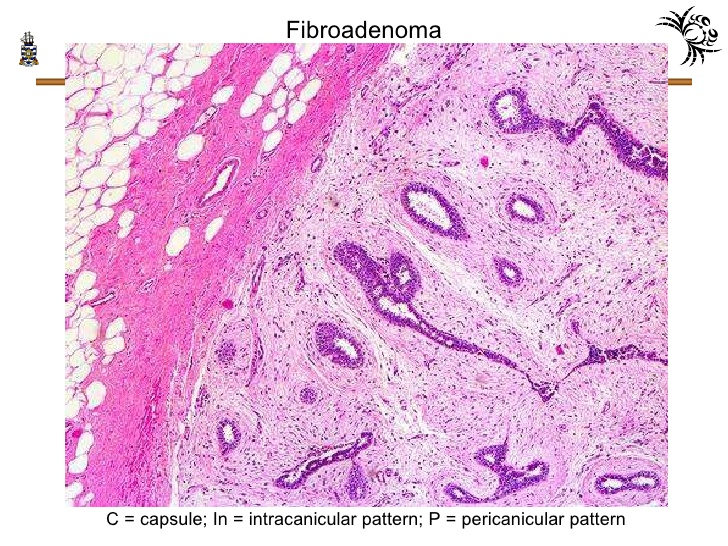 Fibroadenoma
C = capsule; In = intracanicular pattern; P = pericanicular pattern